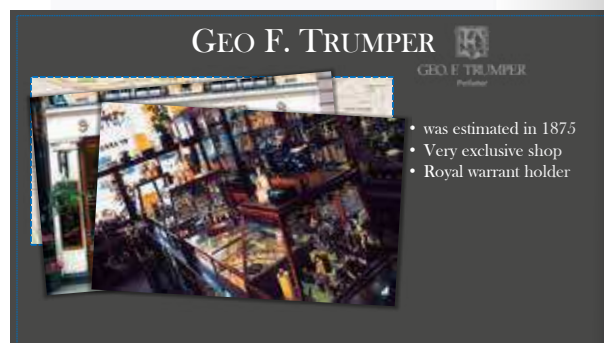 GEO F. TRUMPER
GEO. F. TRUMPER
Perfumer
• was estimated in 1875
• Very exclusive shop
• Royal warrant holder